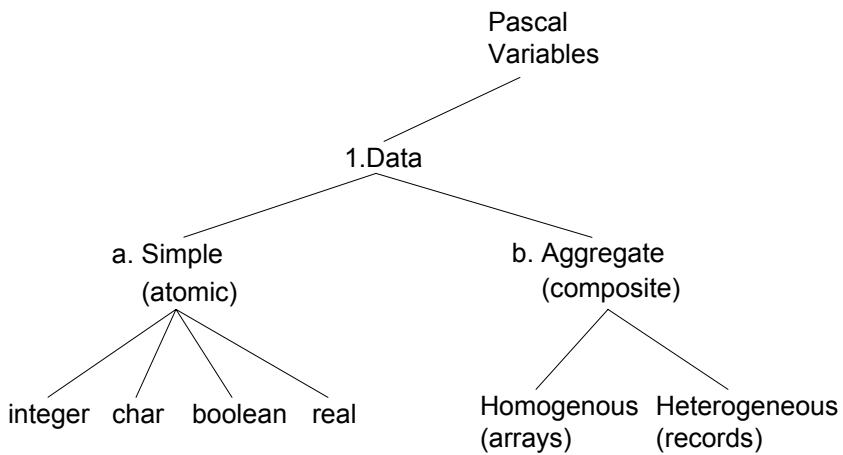 Pascal
Variables
1.Data
a. Simple
(atomic)
b. Aggregate
(composite)
integer char boolean real
Homogenous
(arrays)
Heterogeneous
(records)